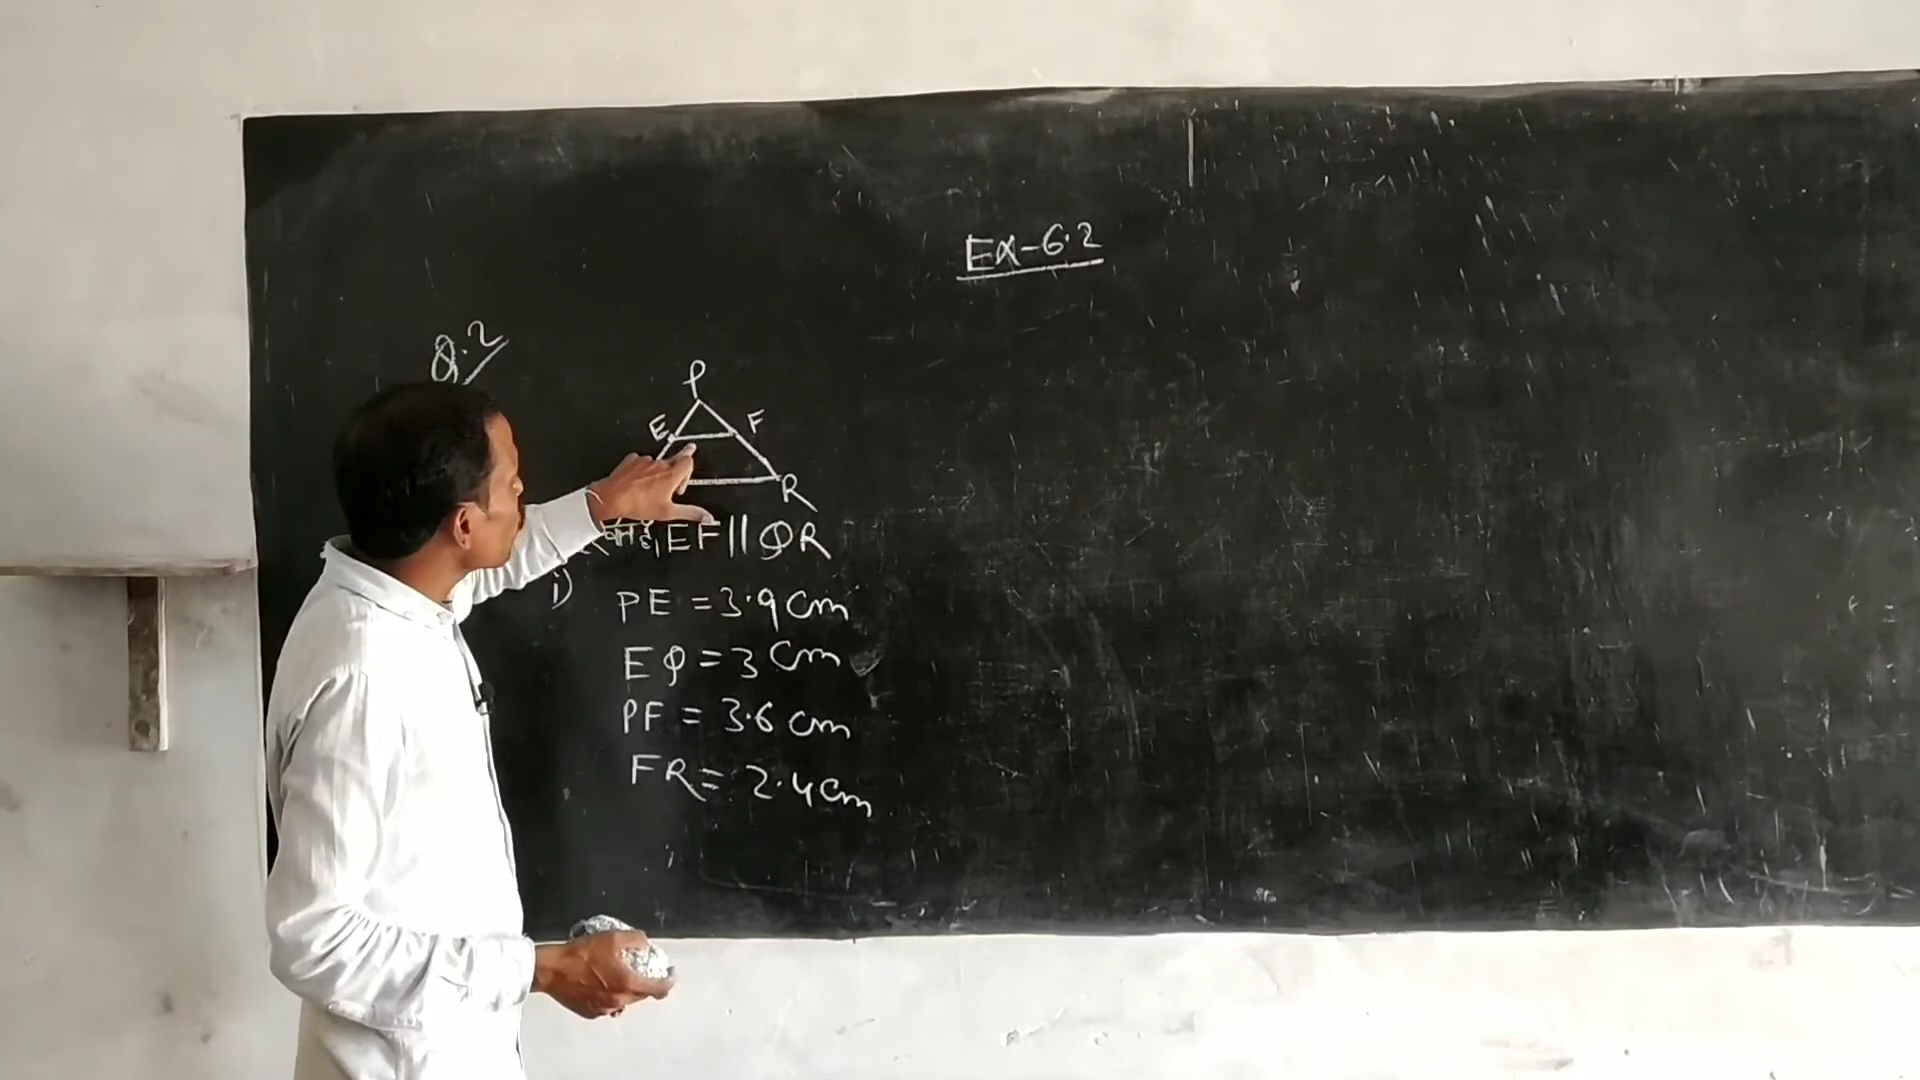 Ex-6.2
Q.2
P
E F
R
EF || QR
i) PE = 3.9 cm
EQ = 3 cm
PF = 3.6 cm
FR = 2.4 cm